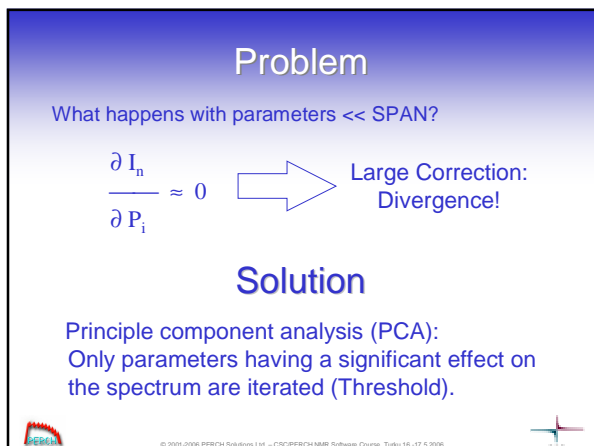 Problem
What happens with parameters << SPAN?
∂ Iₙ
≈ 0
∂ Pᵢ
Large Correction:
Divergence!
Solution
Principle component analysis (PCA):
Only parameters having a significant effect on
the spectrum are iterated (Threshold).
PERCH
© 2001-2006 PERCH Solutions Ltd. – CSC/PERCH NMR Software Course, Turku 16.-17.5.2006